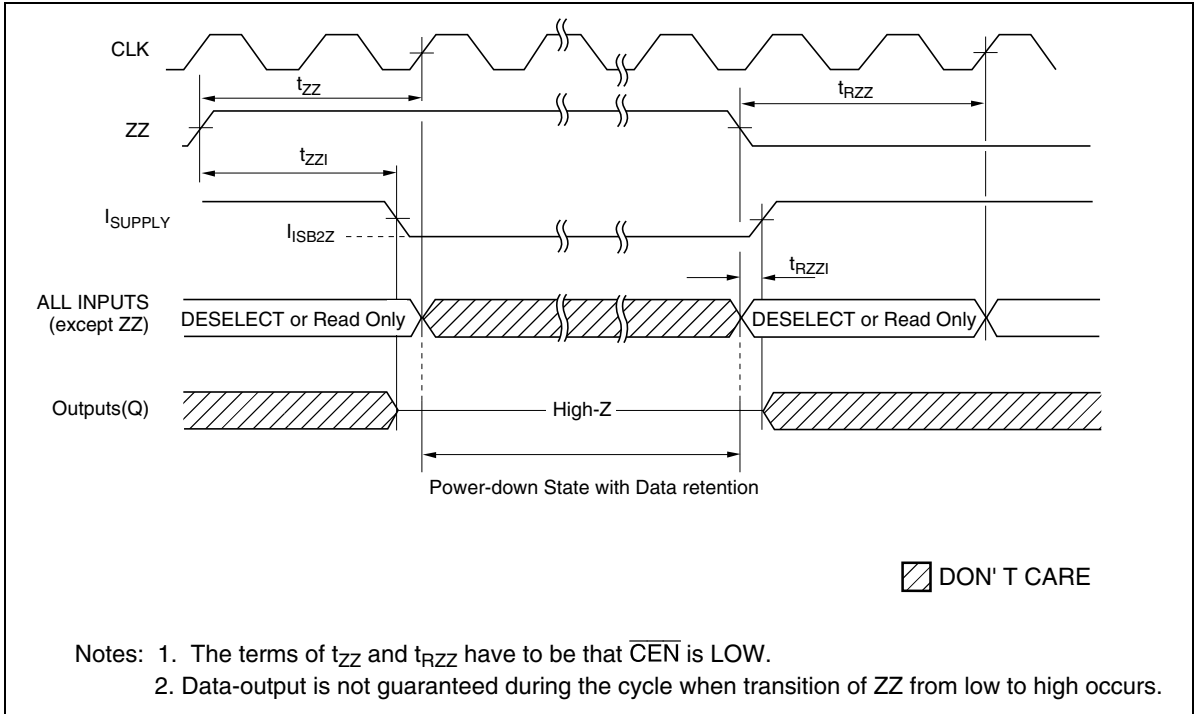 CLK
tZZ
tRZZ
ZZ
tZZI
ISUPPLY
IISB2Z
tRZZI
ALL INPUTS
(except ZZ)
DESELECT or Read Only
DESELECT or Read Only
Outputs(Q)
High-Z
Power-down State with Data retention
DON' T CARE
Notes: 1. The terms of tZZ and tRZZ have to be that CEN is LOW.
2. Data-output is not guaranteed during the cycle when transition of ZZ from low to high occurs.